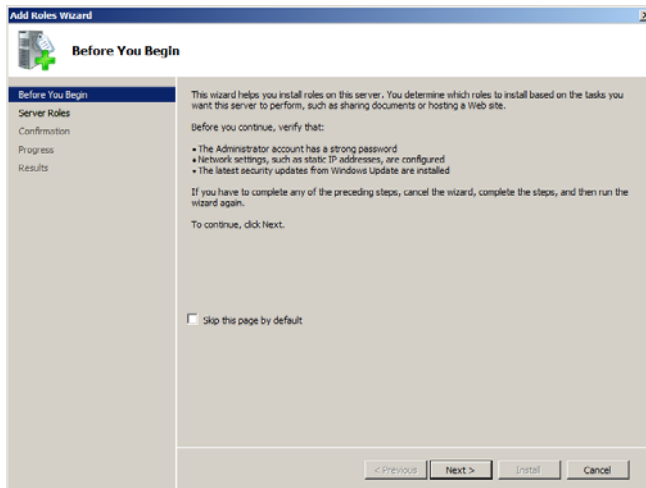 Add Roles Wizard
Before You Begin
Before You Begin
Server Roles
Confirmation
Progress
Results
This wizard helps you install roles on this server. You determine which roles to install based on the tasks you
want this server to perform, such as sharing documents or hosting a Web site.
Before you continue, verify that:
• The Administrator account has a strong password
• Network settings, such as static IP addresses, are configured
• The latest security updates from Windows Update are installed
If you have to complete any of the preceding steps, cancel the wizard, complete the steps, and then run the
wizard again.
To continue, click Next.
Skip this page by default
< Previous Next > Install Cancel